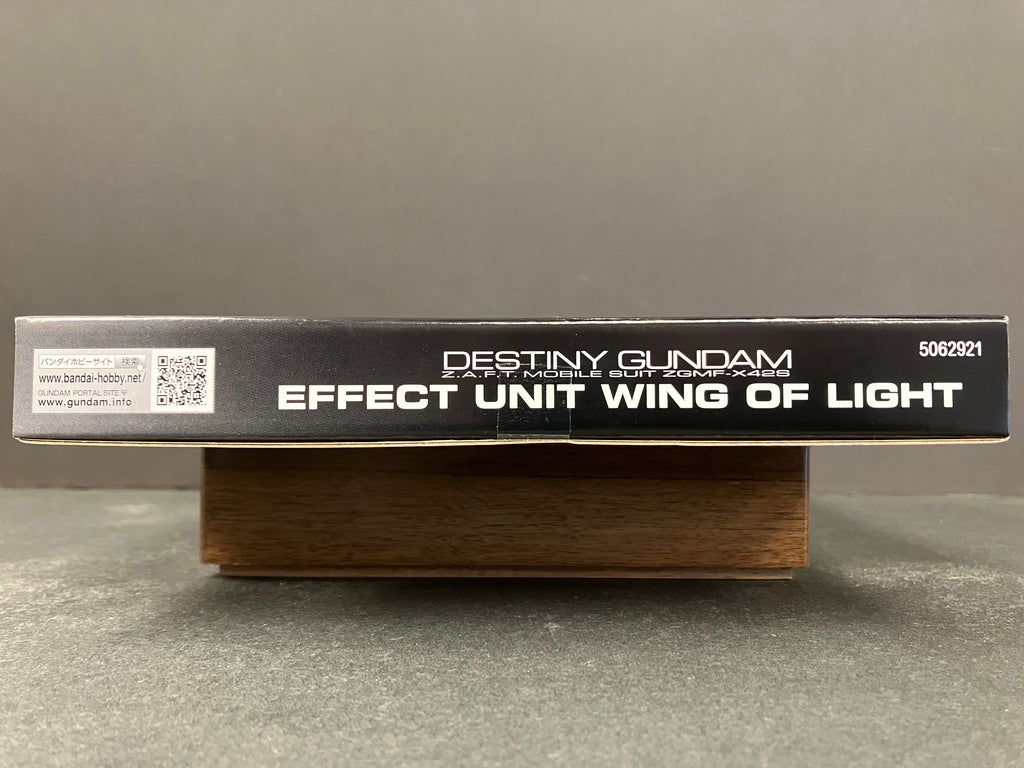 バンダイホビーサイト 検索
www.bandai-hobby.net/
GUNDAM PORTAL SITE
www.gundam.info
DESTINY GUNDAM
Z.A.F.T. MOBILE SUIT ZGMF-X42S
EFFECT UNIT WING OF LIGHT
5062921